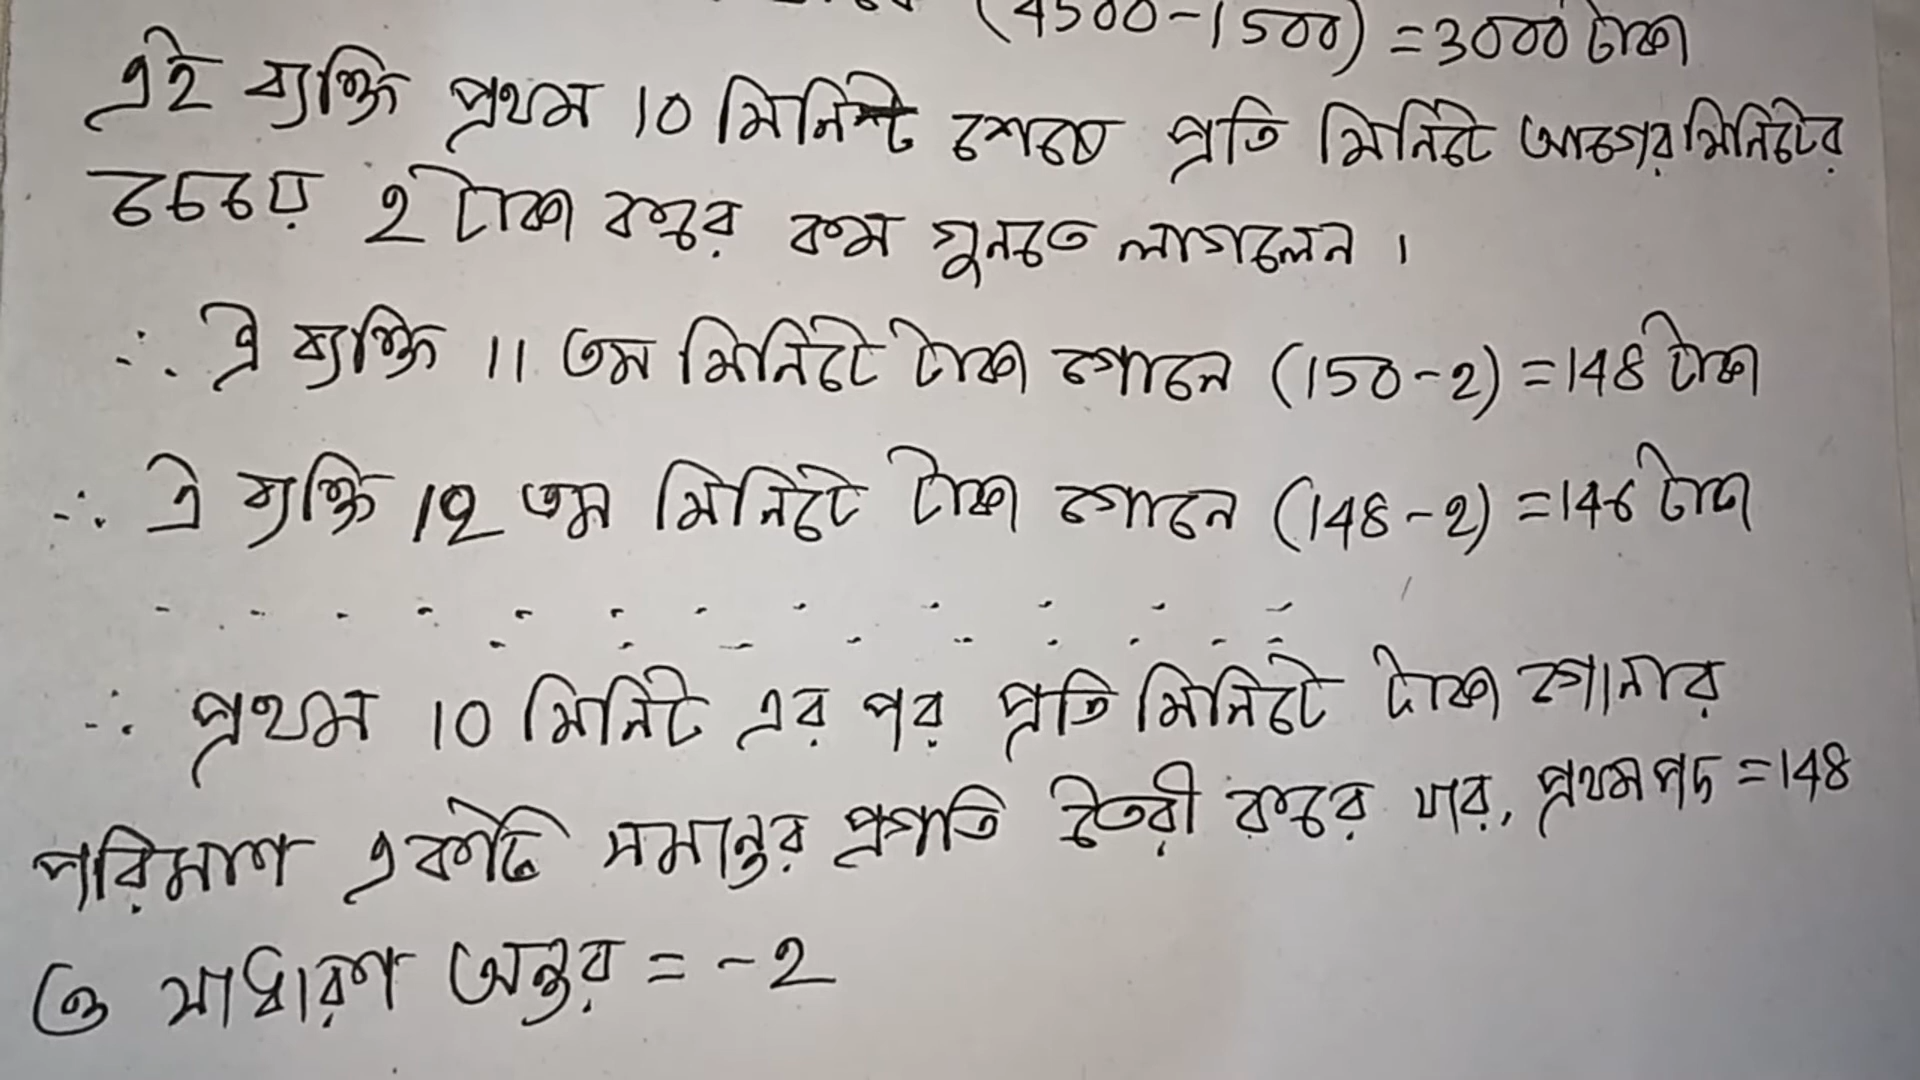 (4500-1500) = 3000 টাকা
এই ব্যক্তি প্রথম 10 মিনিট শেষে প্রতি মিনিটে আগের মিনিটের
চেয়ে 2 টাকা করে কম গুনতে লাগলেন।
∴ ঐ ব্যক্তি 11 তম মিনিটে টাকা গোনে (150-2) = 148 টাকা
∴ ঐ ব্যক্তি 12 তম মিনিটে টাকা গোনে (148-2) = 146 টাকা
∴ প্রথম 10 মিনিট এর পর প্রতি মিনিটে টাকা গোনার
পরিমাণ একটি সমান্তর প্রগতি তৈরী করে যার, প্রথম পদ = 148
ও সাধারণ অন্তর = -2